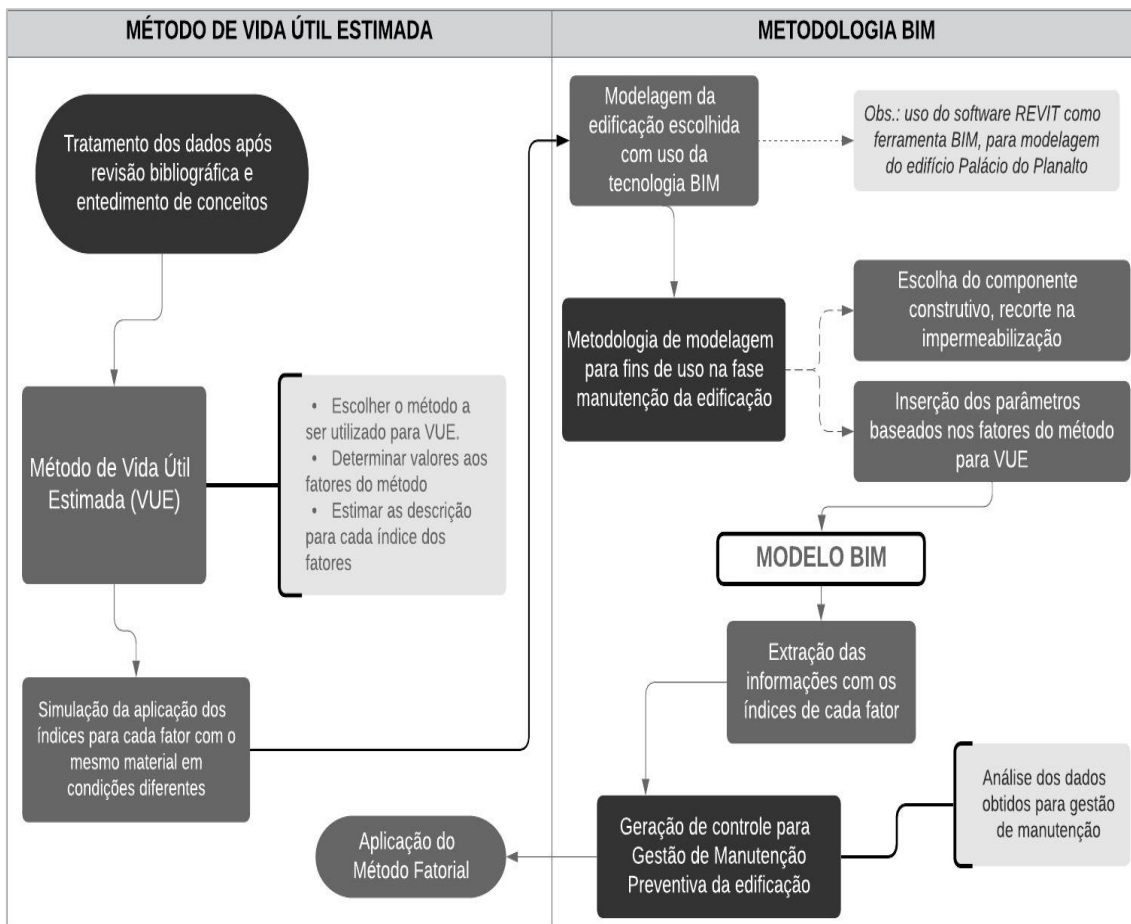 MÉTODO DE VIDA ÚTIL ESTIMADA
Tratamento dos dados após
revisão bibliográfica e
entedimento de conceitos
Método de Vida Útil
Estimada (VUE)
• Escolher o método a
ser utilizado para VUE.
• Determinar valores aos
fatores do método
• Estimar as descrição
para cada índice dos
fatores
Simulação da aplicação dos
índices para cada fator com o
mesmo material em
condições diferentes
METODOLOGIA BIM
Modelagem da
edificação escolhida
com uso da
tecnologia BIM
Obs.: uso do software REVIT como
ferramenta BIM, para modelagem
do edifício Palácio do Planalto
Metodologia de modelagem
para fins de uso na fase
manutenção da edificação
Escolha do componente
construtivo, recorte na
impermeabilização
Inserção dos parâmetros
baseados nos fatores do método
para VUE
MODELO BIM
Extração das
informações com os
índices de cada fator
Geração de controle para
Gestão de Manutenção
Preventiva da edificação
Análise dos dados
obtidos para gestão
de manutenção
Aplicação do
Método Fatorial